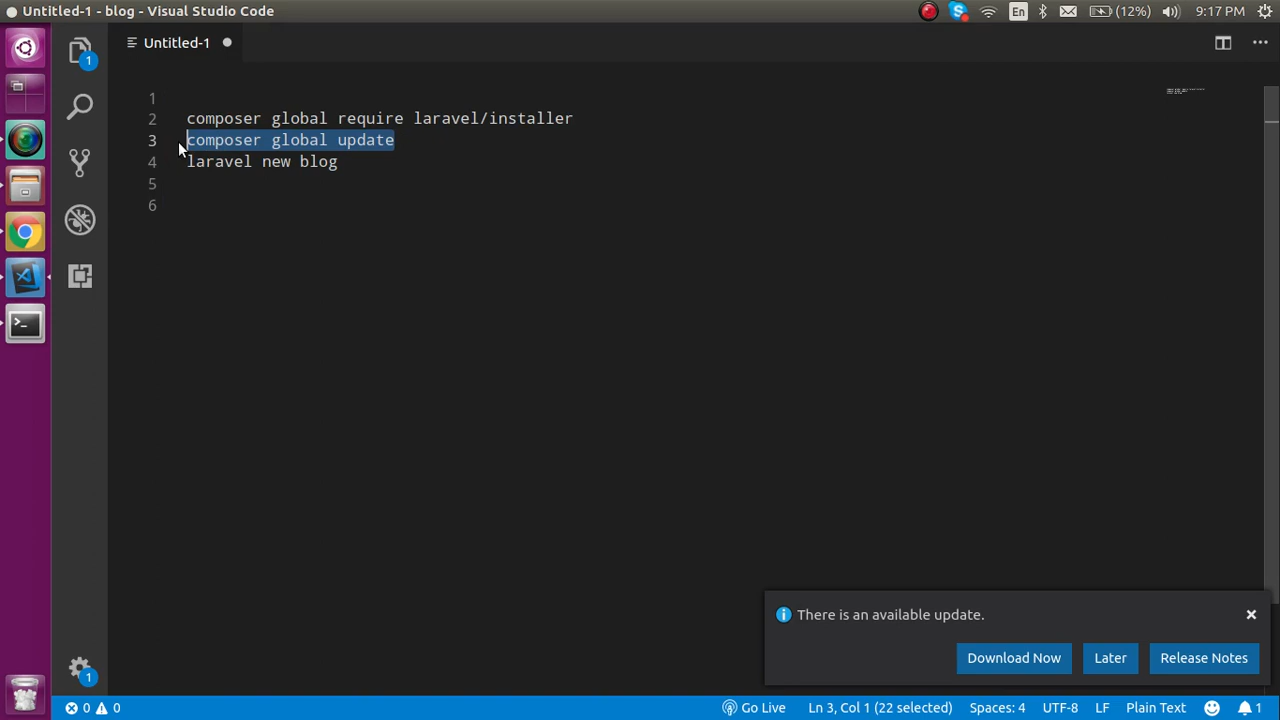 Untitled-1 - blog - Visual Studio Code
En
(12%)
9:17 PM
1
Untitled-1
1
2 composer global require laravel/installer
3 composer global update
4 laravel new blog
5
6
There is an available update.
Download Now
Later
Release Notes
1
0 0
Go Live
Ln 3, Col 1 (22 selected)
Spaces: 4
UTF-8
LF
Plain Text
1